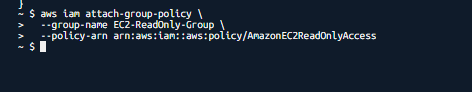 }
~ $ aws iam attach-group-policy \
>   --group-name EC2-ReadOnly-Group \
>   --policy-arn arn:aws:iam::aws:policy/AmazonEC2ReadOnlyAccess
~ $